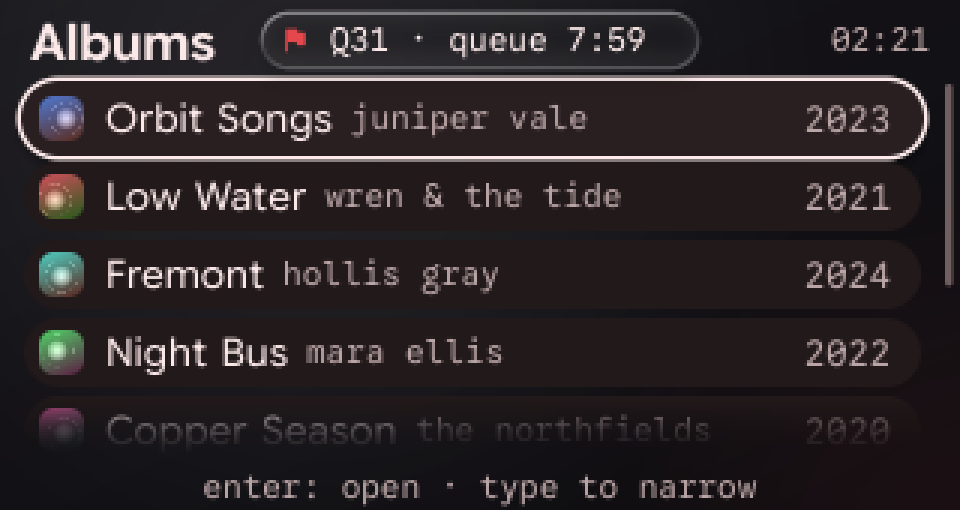 Albums Q31 · queue 7:59 02:21
Orbit Songs juniper vale 2023
Low Water wren & the tide 2021
Fremont hollis gray 2024
Night Bus mara ellis 2022
Copper Season the northfields 2020
enter: open · type to narrow